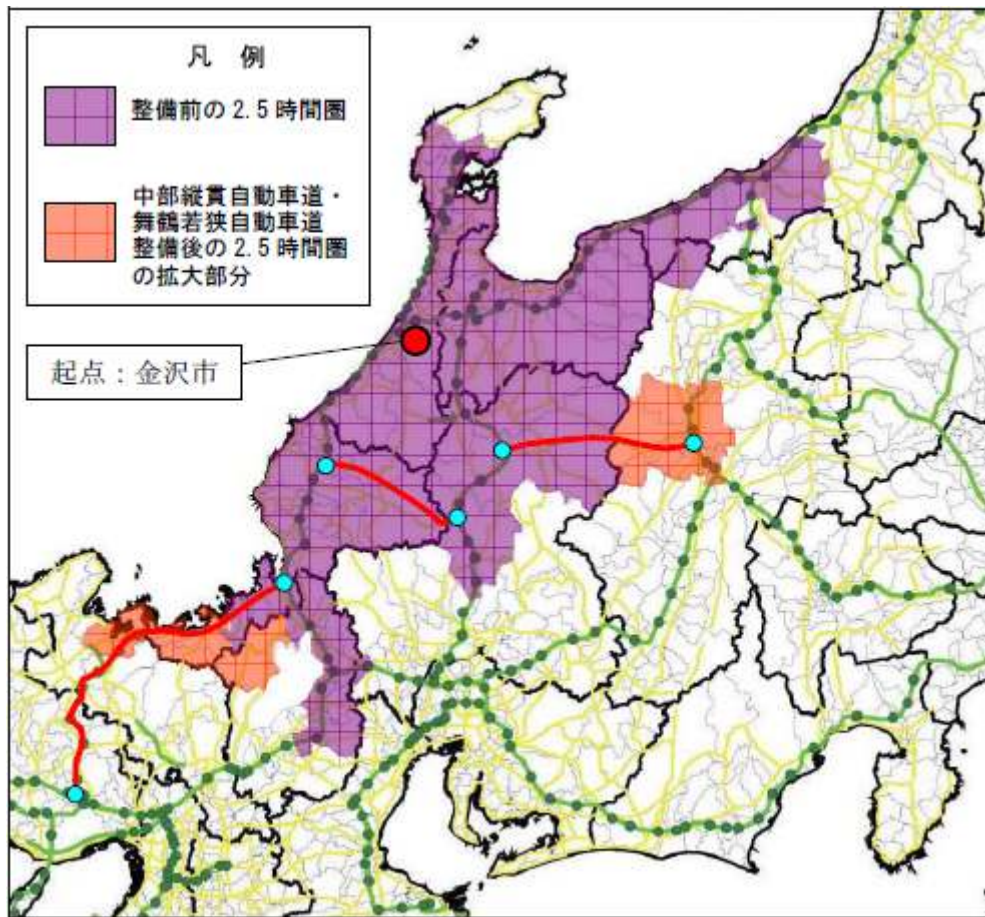 凡 例
整備前の2.5時間圏
中部縦貫自動車道・
舞鶴若狭自動車道
整備後の2.5時間圏
の拡大部分
起点:金沢市